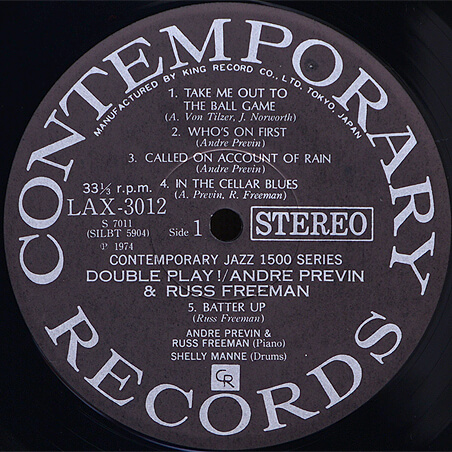 CONTEMPORARY RECORDS
MANUFACTURED BY KING RECORD CO., LTD. TOKYO, JAPAN
1. TAKE ME OUT TO
THE BALL GAME
(A. Von Tilzer, J. Norworth)
2. WHO'S ON FIRST
(Andre Previn)
3. CALLED ON ACCOUNT OF RAIN
(Andre Previn)
33⅓ r.p.m. 4. IN THE CELLAR BLUES
(A. Previn, R. Freeman)
LAX-3012
S 7011
(SILBT 5904) Side 1 STEREO
℗ 1974
CONTEMPORARY JAZZ 1500 SERIES
DOUBLE PLAY!/ANDRE PREVIN
& RUSS FREEMAN
5. BATTER UP
(Russ Freeman)
ANDRE PREVIN &
RUSS FREEMAN (Piano)
SHELLY MANNE (Drums)
CR